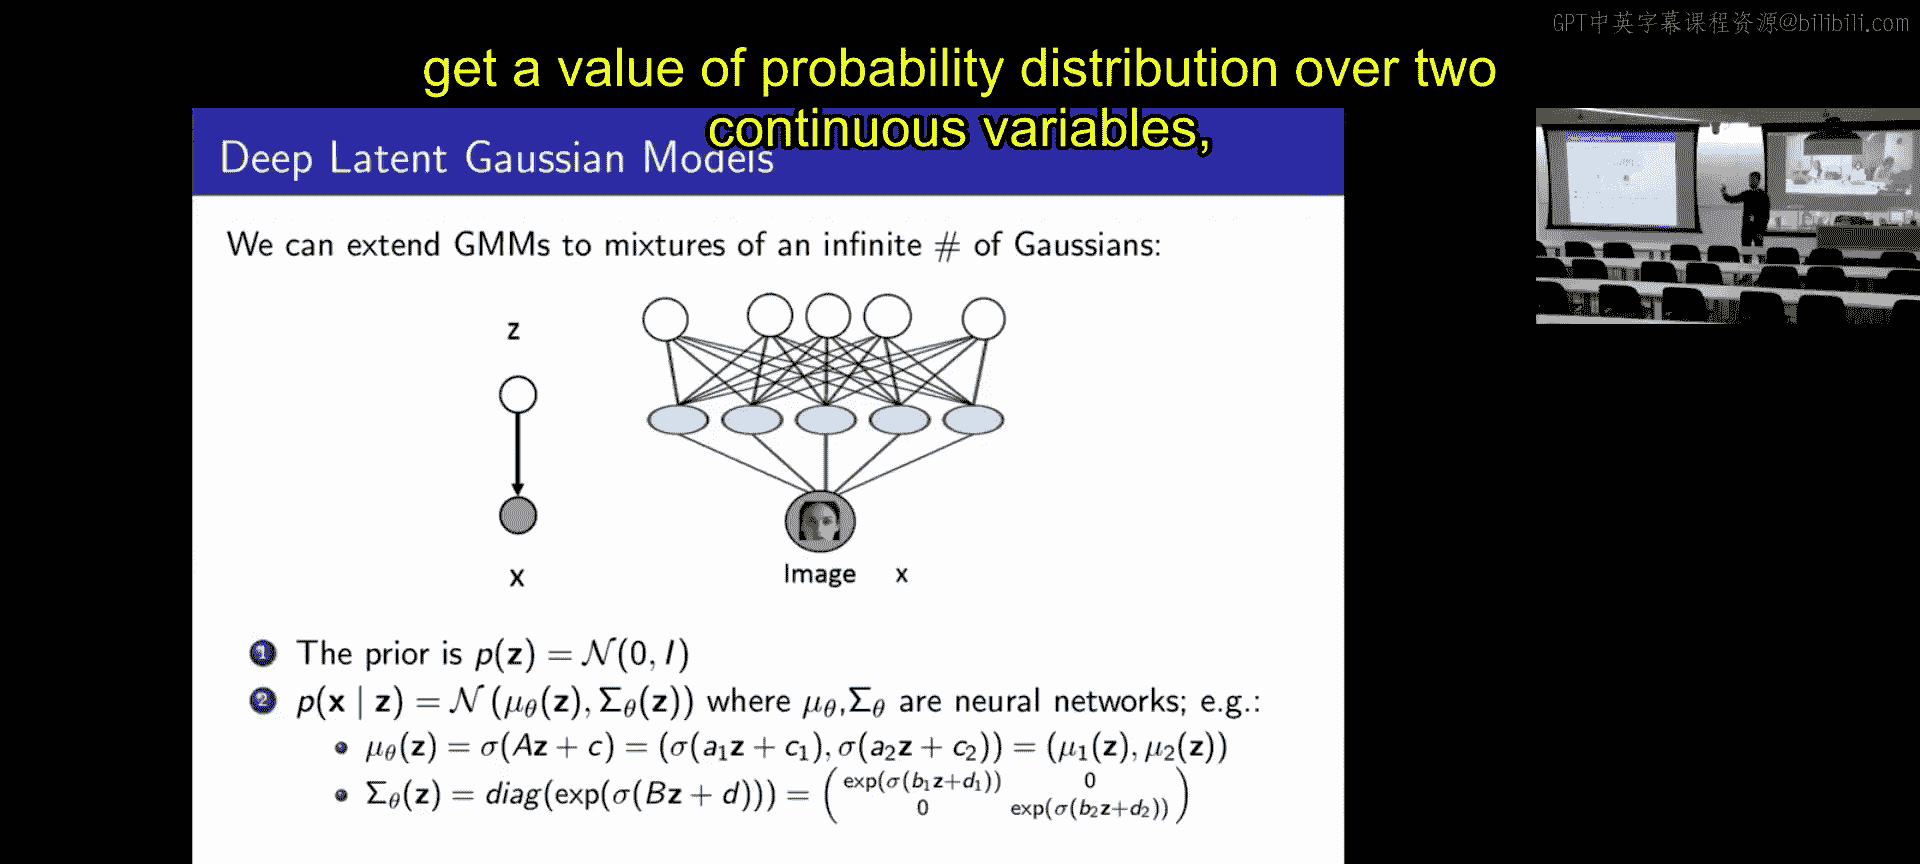 GPT中英字幕课程资源@bilibili.com
get a value of probability distribution over two
continuous variables,
Deep Latent Gaussian Models
We can extend GMMs to mixtures of an infinite # of Gaussians:
z
x
Image x
1 The prior is p(z) = 𝒩(0, I)
2 p(x | z) = 𝒩 (μθ(z), Σθ(z)) where μθ,Σθ are neural networks; e.g.:
• μθ(z) = σ(Az + c) = (σ(a₁z + c₁), σ(a₂z + c₂)) = (μ₁(z), μ₂(z))
• Σθ(z) = diag(exp(σ(Bz + d))) = ( exp(σ(b₁z+d₁)) 0
0 exp(σ(b₂z+d₂)) )